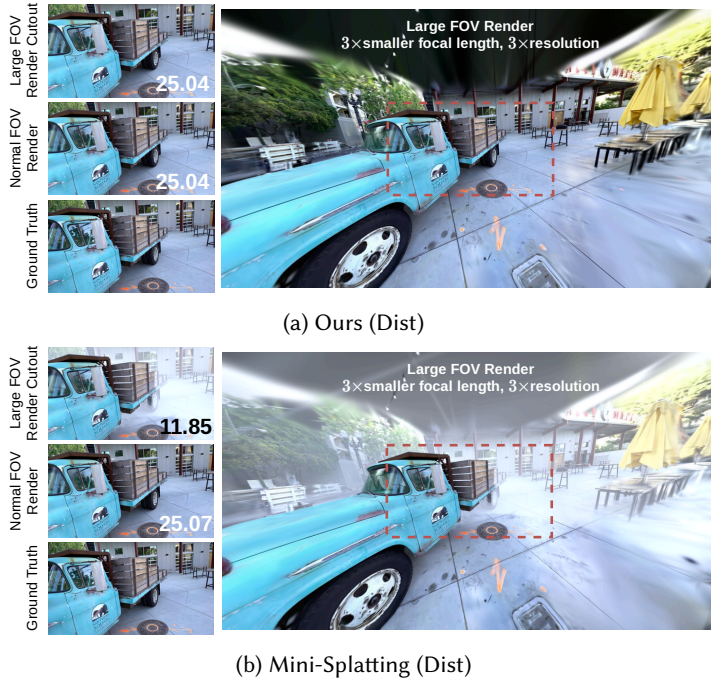 Large FOV
Render Cutout
25.04
Normal FOV
Render
25.04
Ground Truth
Large FOV Render
3×smaller focal length, 3×resolution
(a) Ours (Dist)
Large FOV
Render Cutout
11.85
Normal FOV
Render
25.07
Ground Truth
Large FOV Render
3×smaller focal length, 3×resolution
(b) Mini-Splatting (Dist)